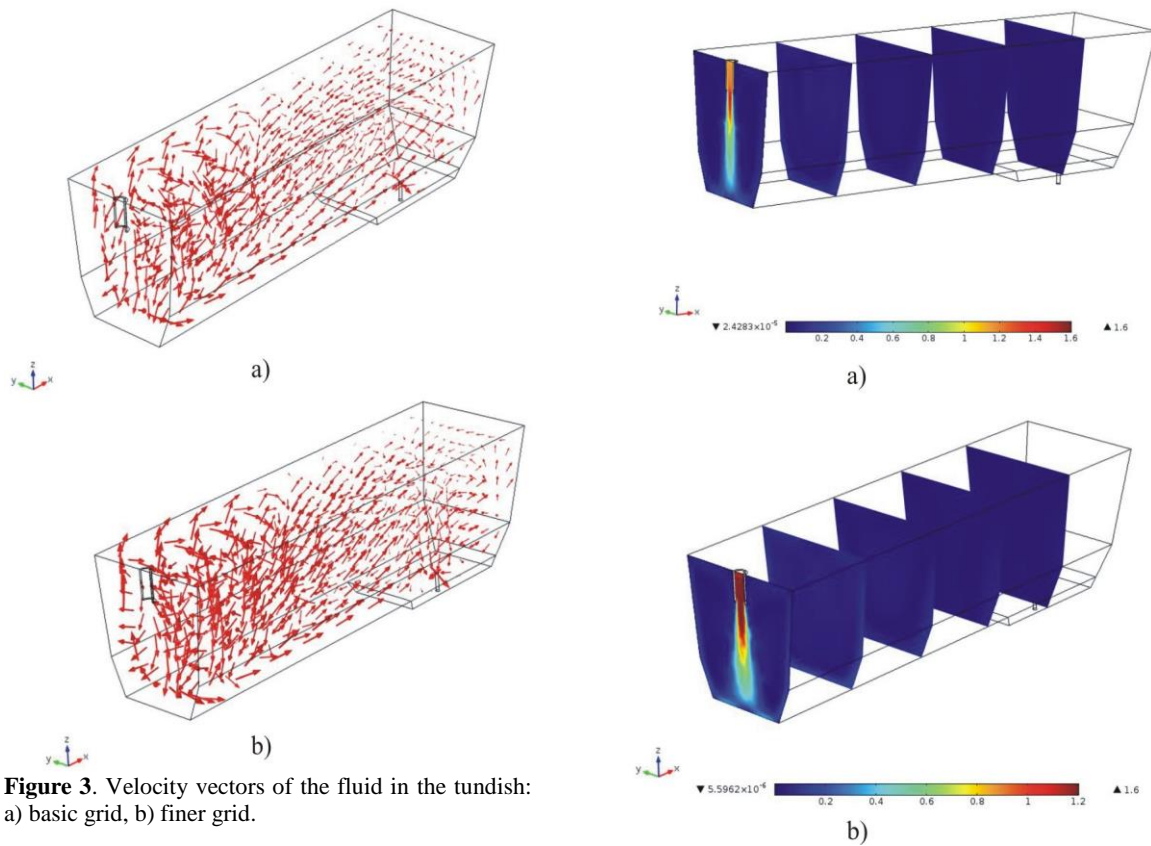 z
y x
a)
z
y x
b)
Figure 3. Velocity vectors of the fluid in the tundish:
a) basic grid, b) finer grid.
z
y x
▼ 2.4283×10⁻⁶ 0.2 0.4 0.6 0.8 1 1.2 1.4 1.6 ▲ 1.6
a)
z
y x
▼ 5.5962×10⁻⁶ 0.2 0.4 0.6 0.8 1 1.2 ▲ 1.6
b)